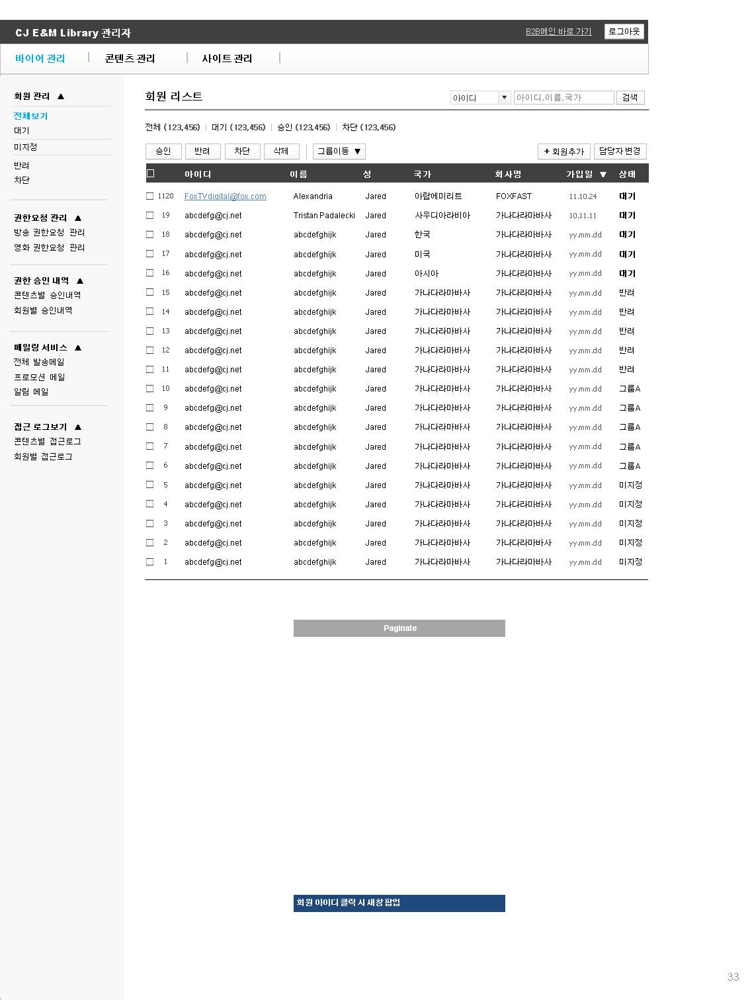 CJ E&M Library 관리자 B2B메인 바로 가기 로그아웃
바이어 관리 콘텐츠 관리 사이트 관리
회원 관리 ▲
전체보기
대기
미지정
반려
차단
권한요청 관리 ▲
방송 권한요청 관리
영화 권한요청 관리
권한 승인 내역 ▲
콘텐츠별 승인내역
회원별 승인내역
메일링 서비스 ▲
전체 발송메일
프로모션 메일
알림 메일
접근 로그보기 ▲
콘텐츠별 접근로그
회원별 접근로그
회원 리스트 아이디 ▼ 아이디,이름,국가 검색
전체 (123,456) | 대기 (123,456) | 승인 (123,456) | 차단 (123,456)
승인 반려 차단 삭제 그룹이동 ▼ + 회원추가 담당자 변경
아이디 이름 성 국가 회사명 가입일 ▼ 상태
1120 FoxTVdigital@fox.com Alexandria Jared 아랍에미리트 FOXFAST 11.10.24 대기
19 abcdefg@cj.net Tristan Padalecki Jared 사우디아라비아 가나다라마바사 10.11.11 대기
18 abcdefg@cj.net abcdefghijk Jared 한국 가나다라마바사 yy.mm.dd 대기
17 abcdefg@cj.net abcdefghijk Jared 미국 가나다라마바사 yy.mm.dd 대기
16 abcdefg@cj.net abcdefghijk Jared 아시아 가나다라마바사 yy.mm.dd 대기
15 abcdefg@cj.net abcdefghijk Jared 가나다라마바사 가나다라마바사 yy.mm.dd 반려
14 abcdefg@cj.net abcdefghijk Jared 가나다라마바사 가나다라마바사 yy.mm.dd 반려
13 abcdefg@cj.net abcdefghijk Jared 가나다라마바사 가나다라마바사 yy.mm.dd 반려
12 abcdefg@cj.net abcdefghijk Jared 가나다라마바사 가나다라마바사 yy.mm.dd 반려
11 abcdefg@cj.net abcdefghijk Jared 가나다라마바사 가나다라마바사 yy.mm.dd 반려
10 abcdefg@cj.net abcdefghijk Jared 가나다라마바사 가나다라마바사 yy.mm.dd 그룹A
9 abcdefg@cj.net abcdefghijk Jared 가나다라마바사 가나다라마바사 yy.mm.dd 그룹A
8 abcdefg@cj.net abcdefghijk Jared 가나다라마바사 가나다라마바사 yy.mm.dd 그룹A
7 abcdefg@cj.net abcdefghijk Jared 가나다라마바사 가나다라마바사 yy.mm.dd 그룹A
6 abcdefg@cj.net abcdefghijk Jared 가나다라마바사 가나다라마바사 yy.mm.dd 그룹A
5 abcdefg@cj.net abcdefghijk Jared 가나다라마바사 가나다라마바사 yy.mm.dd 미지정
4 abcdefg@cj.net abcdefghijk Jared 가나다라마바사 가나다라마바사 yy.mm.dd 미지정
3 abcdefg@cj.net abcdefghijk Jared 가나다라마바사 가나다라마바사 yy.mm.dd 미지정
2 abcdefg@cj.net abcdefghijk Jared 가나다라마바사 가나다라마바사 yy.mm.dd 미지정
1 abcdefg@cj.net abcdefghijk Jared 가나다라마바사 가나다라마바사 yy.mm.dd 미지정
Paginate
회원 아이디 클릭 시 새창 팝업
33